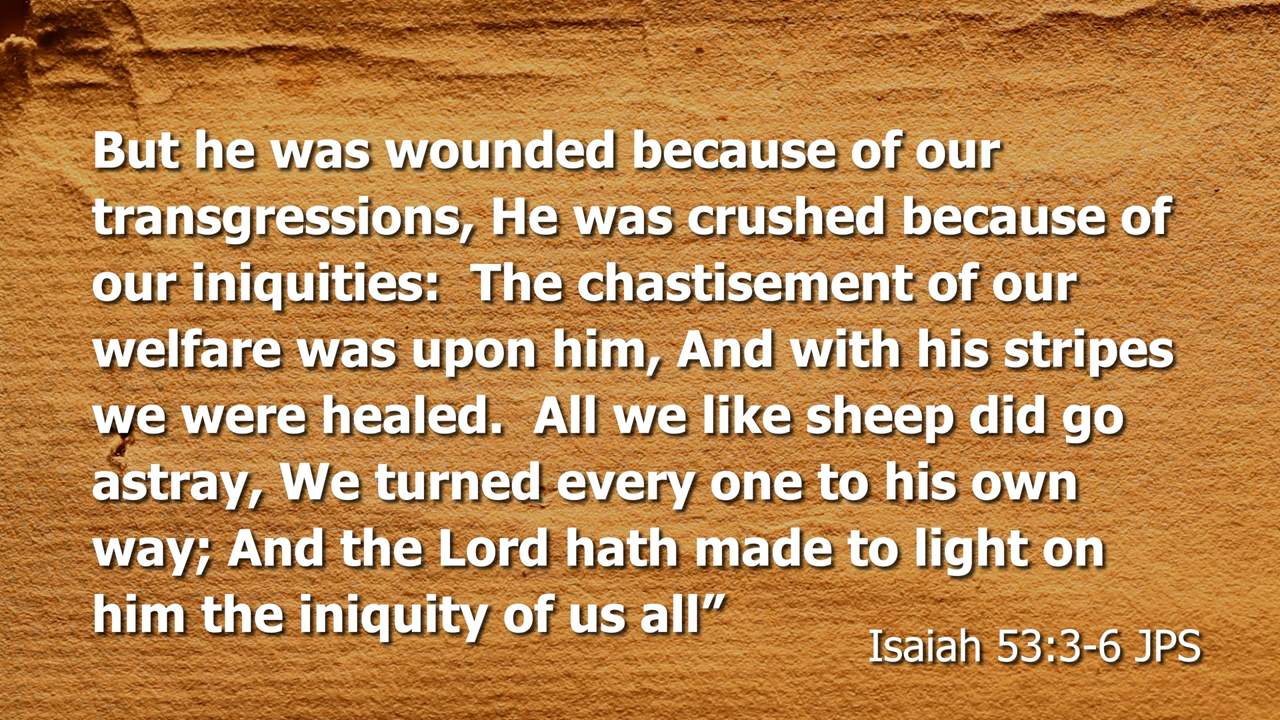 But he was wounded because of our
transgressions, He was crushed because of
our iniquities:  The chastisement of our
welfare was upon him, And with his stripes
we were healed.  All we like sheep did go
astray, We turned every one to his own
way; And the Lord hath made to light on
him the iniquity of us all”
Isaiah 53:3-6 JPS